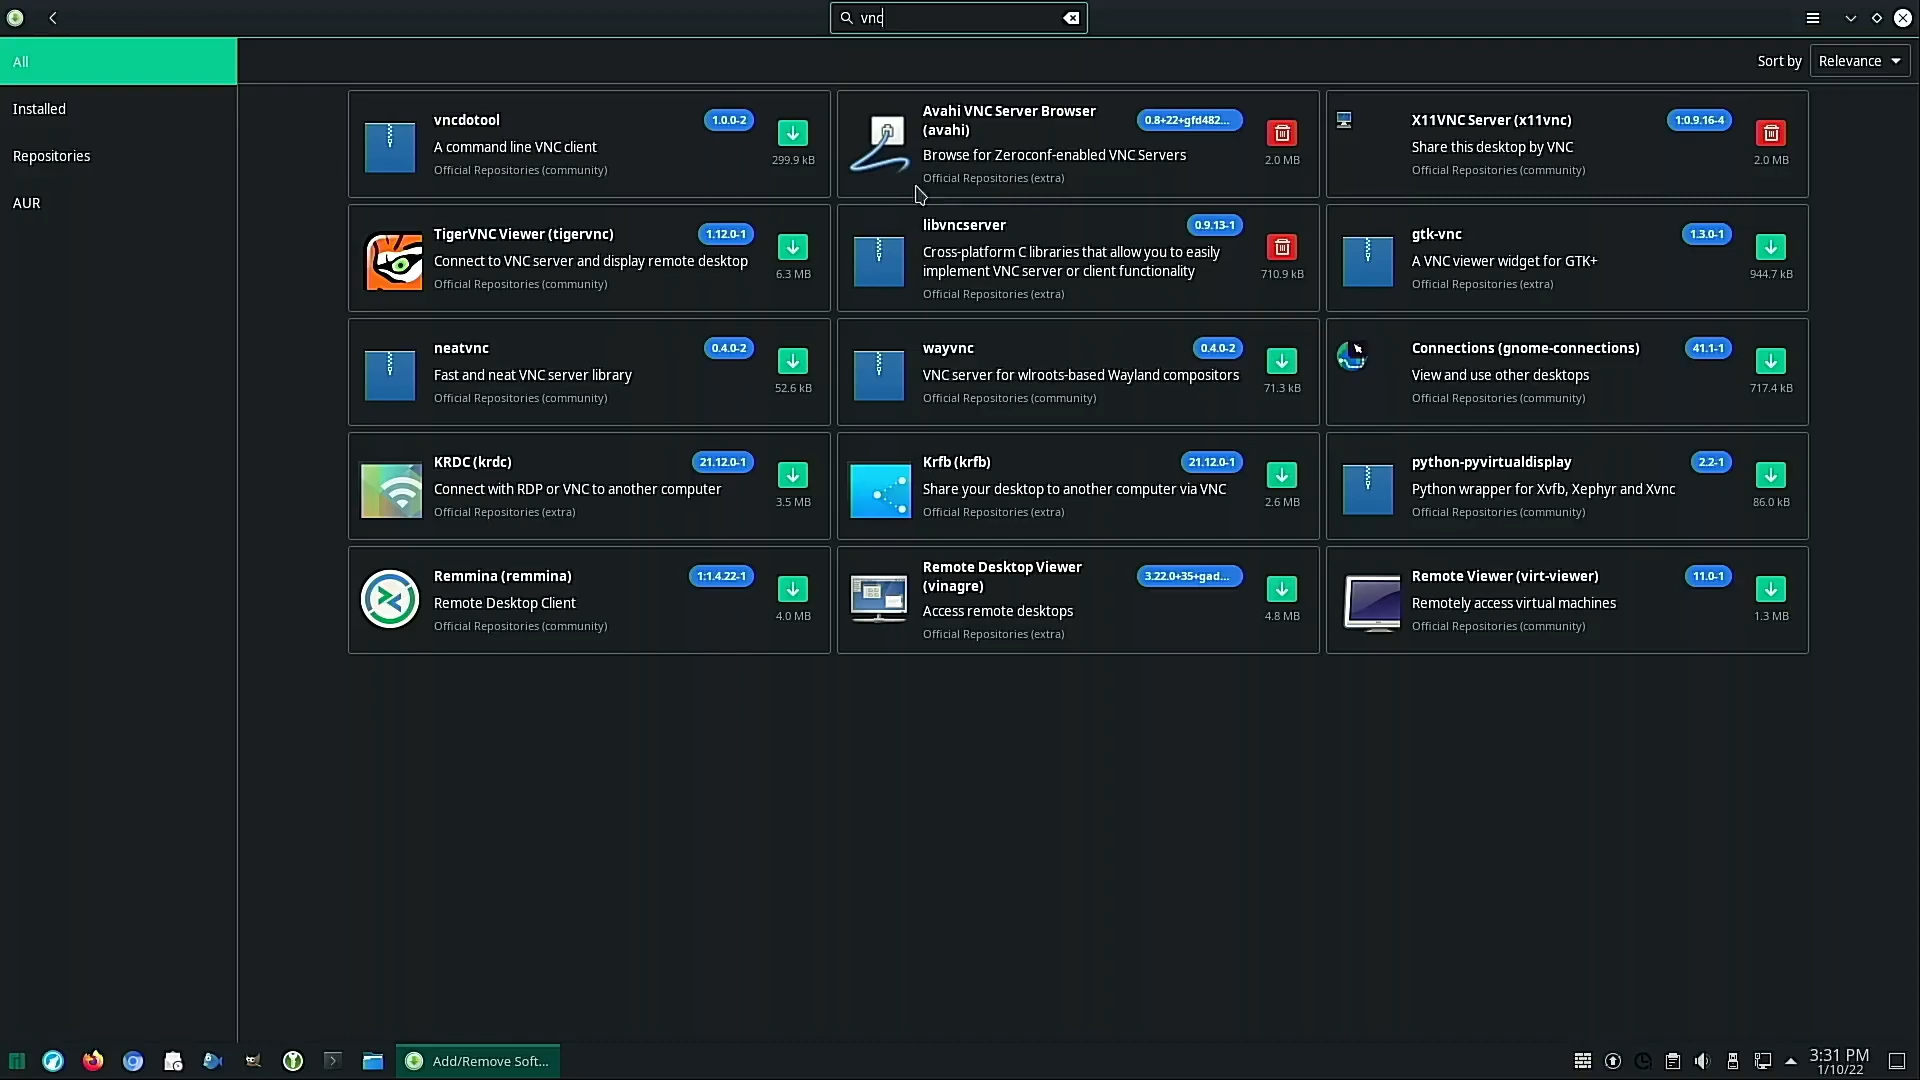 vnc
All
Sort by
Relevance
Installed
Repositories
AUR
vncdotool
1.0.0-2
A command line VNC client
299.9 kB
Official Repositories (community)
Avahi VNC Server Browser
(avahi)
0.8+22+gfd482...
Browse for Zeroconf-enabled VNC Servers
2.0 MB
Official Repositories (extra)
X11VNC Server (x11vnc)
1:0.9.16-4
Share this desktop by VNC
2.0 MB
Official Repositories (community)
TigerVNC Viewer (tigervnc)
1.12.0-1
Connect to VNC server and display remote desktop
6.3 MB
Official Repositories (community)
libvncserver
0.9.13-1
Cross-platform C libraries that allow you to easily
implement VNC server or client functionality
710.9 kB
Official Repositories (extra)
gtk-vnc
1.3.0-1
A VNC viewer widget for GTK+
944.7 kB
Official Repositories (extra)
neatvnc
0.4.0-2
Fast and neat VNC server library
52.6 kB
Official Repositories (community)
wayvnc
0.4.0-2
VNC server for wlroots-based Wayland compositors
71.3 kB
Official Repositories (community)
Connections (gnome-connections)
41.1-1
View and use other desktops
717.4 kB
Official Repositories (community)
KRDC (krdc)
21.12.0-1
Connect with RDP or VNC to another computer
3.5 MB
Official Repositories (extra)
Krfb (krfb)
21.12.0-1
Share your desktop to another computer via VNC
2.6 MB
Official Repositories (extra)
python-pyvirtualdisplay
2.2-1
Python wrapper for Xvfb, Xephyr and Xvnc
86.0 kB
Official Repositories (community)
Remmina (remmina)
1:1.4.22-1
Remote Desktop Client
4.0 MB
Official Repositories (community)
Remote Desktop Viewer
(vinagre)
3.22.0+35+gad...
Access remote desktops
4.8 MB
Official Repositories (extra)
Remote Viewer (virt-viewer)
11.0-1
Remotely access virtual machines
1.3 MB
Official Repositories (community)
Add/Remove Soft...
3:31 PM
1/10/22